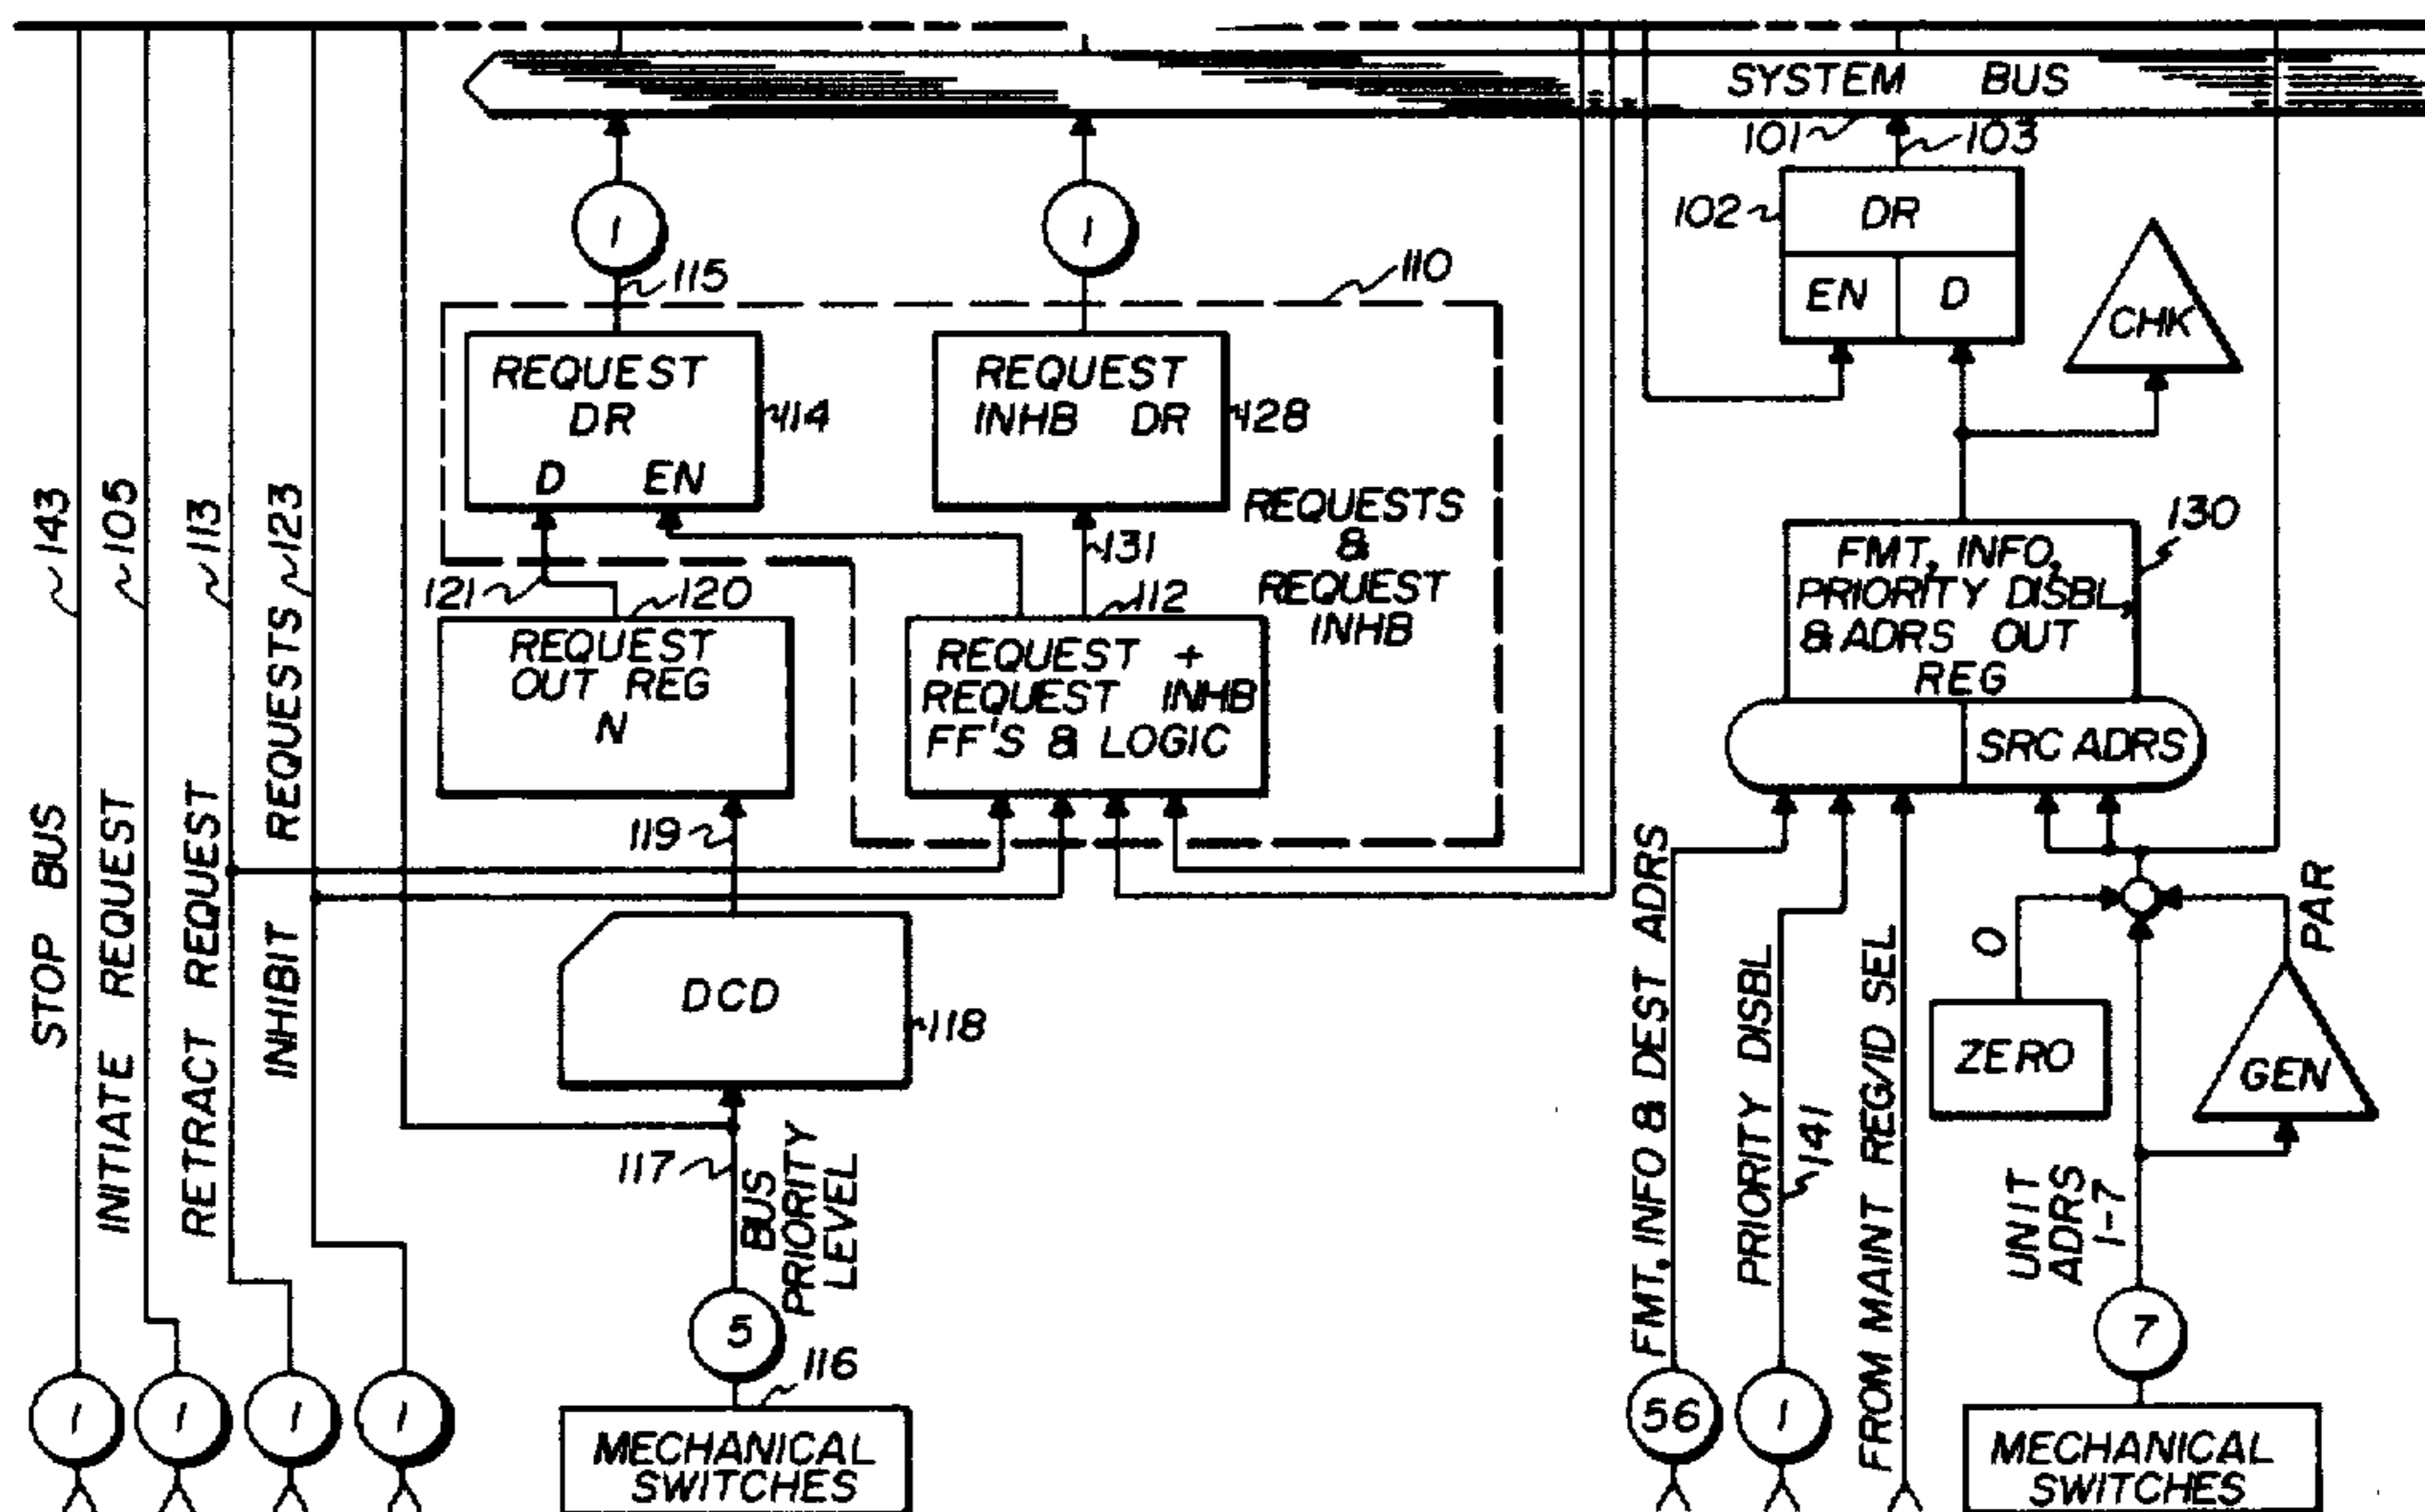 SYSTEM BUS
101
103
102
DR
EN
D
CHK
1
1
115
110
REQUEST
DR
D EN
114
REQUEST
INHB DR
128
REQUESTS
&
REQUEST
INHB
131
121
120
112
REQUEST
OUT REG
N
REQUEST +
REQUEST INHB
FF'S & LOGIC
119
130
FMT, INFO,
PRIORITY DISBL,
& ADRS OUT
REG
SRC ADRS
STOP BUS
143
INITIATE REQUEST
105
RETRACT REQUEST
113
INHIBIT REQUESTS
123
DCD
118
117
BUS
PRIORITY
LEVEL
5
116
MECHANICAL
SWITCHES
1
1
1
1
FMT, INFO & DEST ADRS
PRIORITY DISBL
141
FROM MAINT REG/ID SEL
0
ZERO
PAR
GEN
UNIT
ADRS
1-7
7
56
1
MECHANICAL
SWITCHES